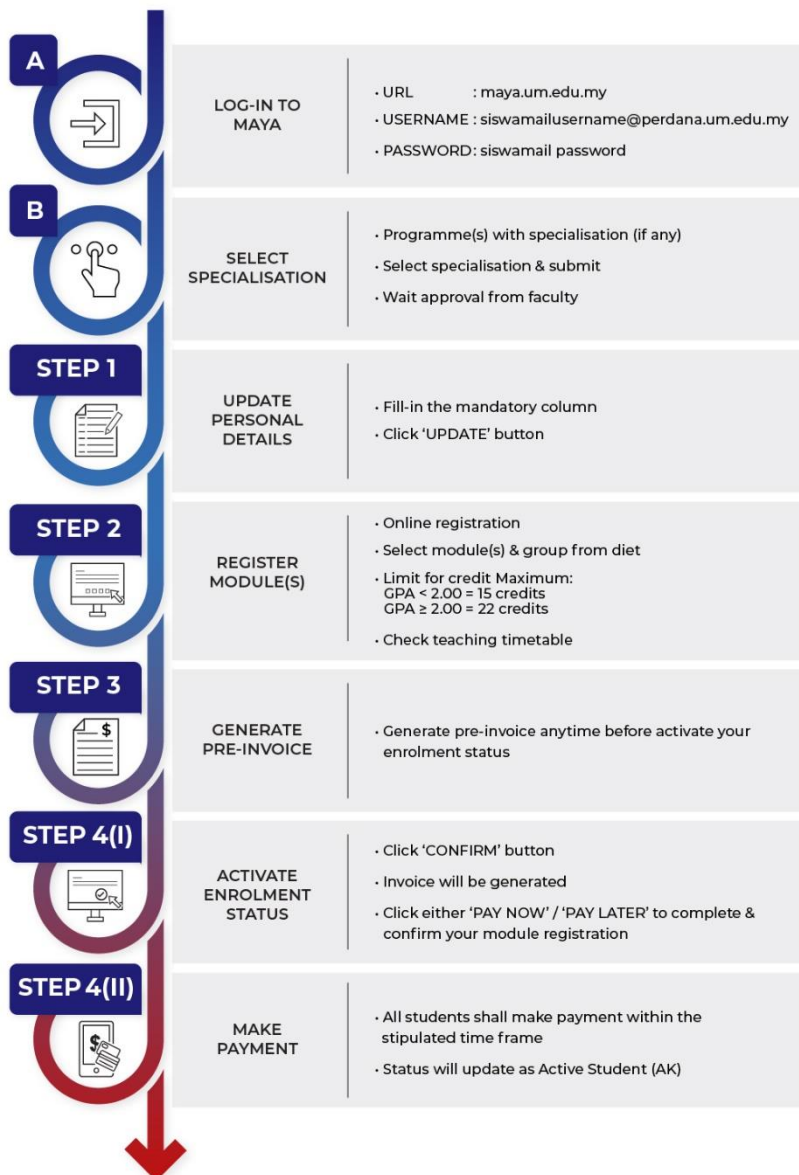 A
LOG-IN TO
MAYA
• URL : maya.um.edu.my
• USERNAME : siswamailusername@perdana.um.edu.my
• PASSWORD : siswamail password
B
SELECT
SPECIALISATION
• Programme(s) with specialisation (if any)
• Select specialisation & submit
• Wait approval from faculty
STEP 1
UPDATE
PERSONAL
DETAILS
• Fill-in the mandatory column
• Click ‘UPDATE’ button
STEP 2
REGISTER
MODULE(S)
• Online registration
• Select module(s) & group from diet
• Limit for credit Maximum:
GPA < 2.00 = 15 credits
GPA ≥ 2.00 = 22 credits
• Check teaching timetable
STEP 3
$
GENERATE
PRE-INVOICE
• Generate pre-invoice anytime before activate your
enrolment status
STEP 4(I)
ACTIVATE
ENROLMENT
STATUS
• Click ‘CONFIRM’ button
• Invoice will be generated
• Click either ‘PAY NOW’ / ‘PAY LATER’ to complete &
confirm your module registration
STEP 4(II)
$
MAKE
PAYMENT
• All students shall make payment within the
stipulated time frame
• Status will update as Active Student (AK)